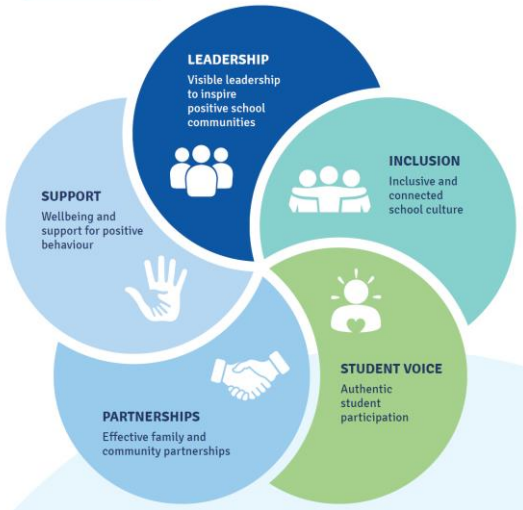 LEADERSHIP
Visible leadership
to inspire
positive school
communities
INCLUSION
Inclusive and
connected
school culture
STUDENT VOICE
Authentic
student
participation
PARTNERSHIPS
Effective family and
community partnerships
SUPPORT
Wellbeing and
support for positive
behaviour